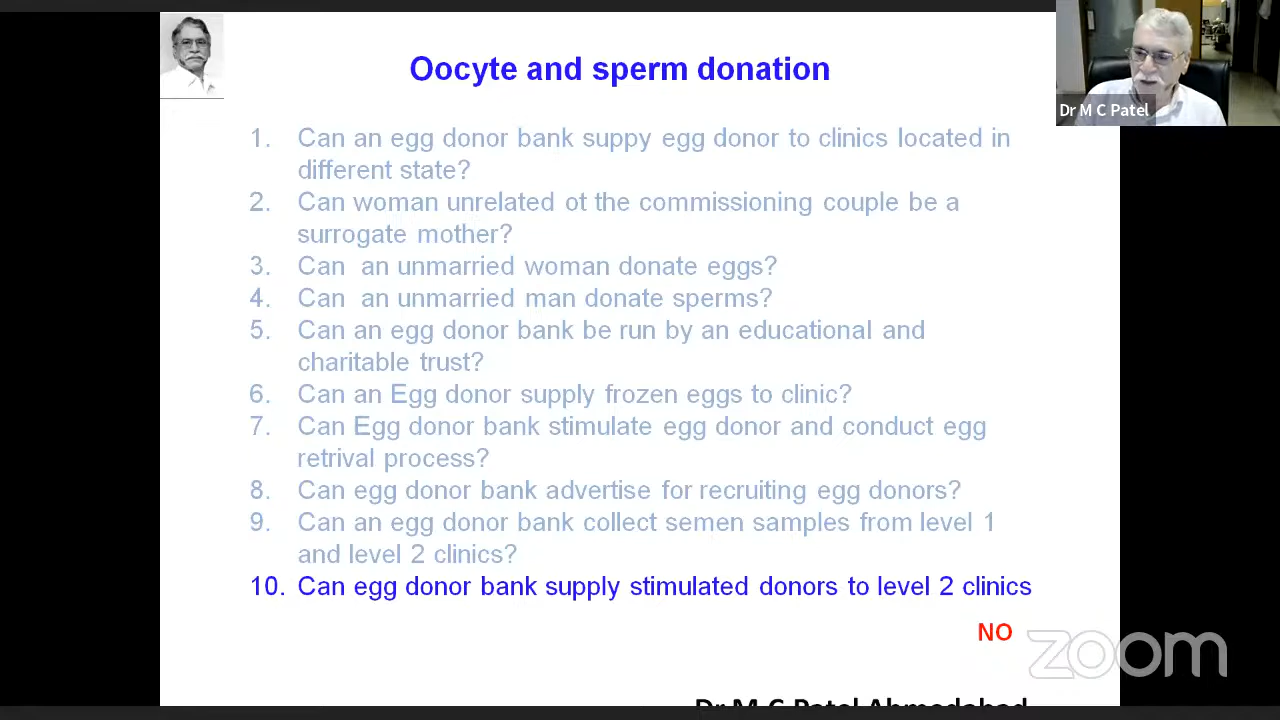 Oocyte and sperm donation
Dr M C Patel
1. Can an egg donor bank suppy egg donor to clinics located in
different state?
2. Can woman unrelated ot the commissioning couple be a
surrogate mother?
3. Can an unmarried woman donate eggs?
4. Can an unmarried man donate sperms?
5. Can an egg donor bank be run by an educational and
charitable trust?
6. Can an Egg donor supply frozen eggs to clinic?
7. Can Egg donor bank stimulate egg donor and conduct egg
retrival process?
8. Can egg donor bank advertise for recruiting egg donors?
9. Can an egg donor bank collect semen samples from level 1
and level 2 clinics?
10. Can egg donor bank supply stimulated donors to level 2 clinics
NO
zoom
Dr M C Patel Ahmedabad